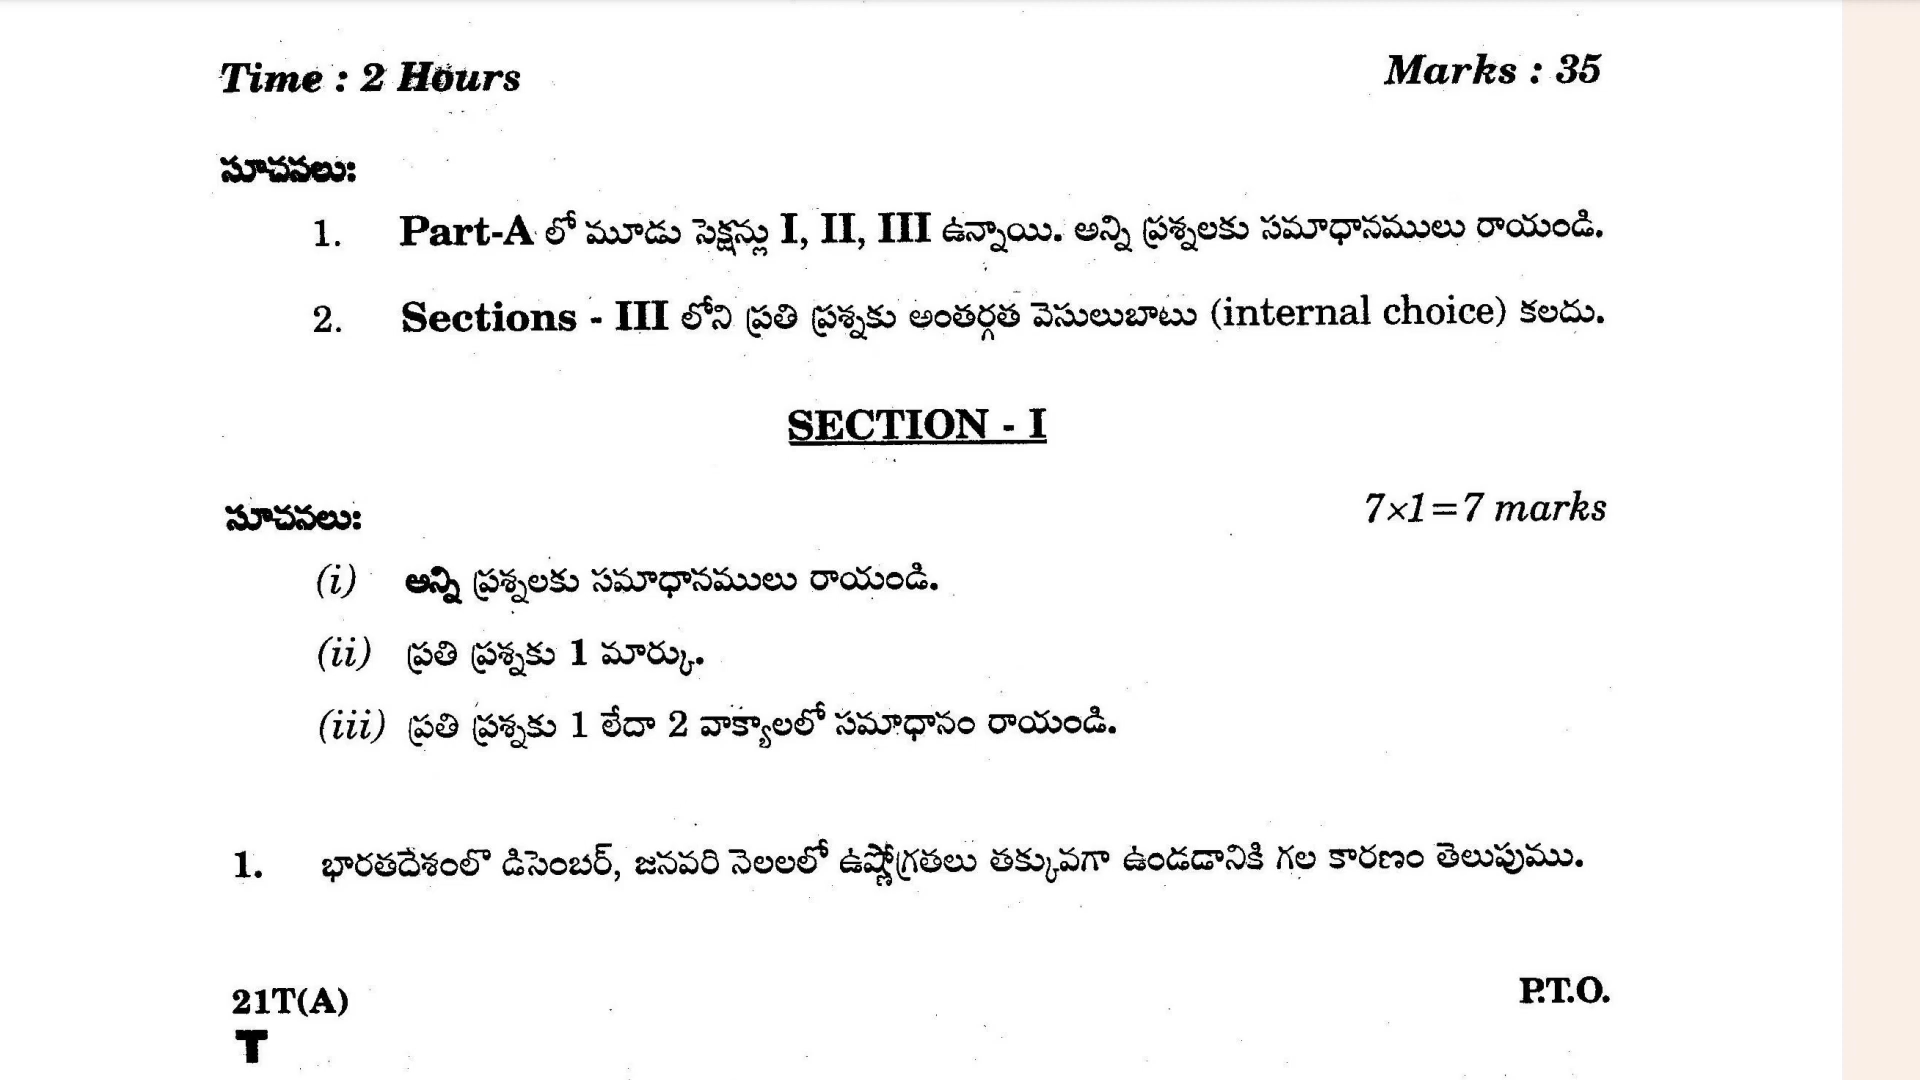 Time : 2 Hours
Marks : 35
సూచనలు:
1. Part-A లో మూడు సెక్షన్లు I, II, III ఉన్నాయి. అన్ని ప్రశ్నలకు సమాధానములు రాయండి.
2. Sections - III లోని ప్రతి ప్రశ్నకు అంతర్గత వెసులుబాటు (internal choice) కలదు.
SECTION - I
సూచనలు:
7×1=7 marks
(i) అన్ని ప్రశ్నలకు సమాధానములు రాయండి.
(ii) ప్రతి ప్రశ్నకు 1 మార్కు.
(iii) ప్రతి ప్రశ్నకు 1 లేదా 2 వాక్యాలలో సమాధానం రాయండి.
1. భారతదేశంలొ డిసెంబర్, జనవరి నెలలలో ఉష్ణోగ్రతలు తక్కువగా ఉండడానికి గల కారణం తెలుపుము.
21T(A)
P.T.O.
T